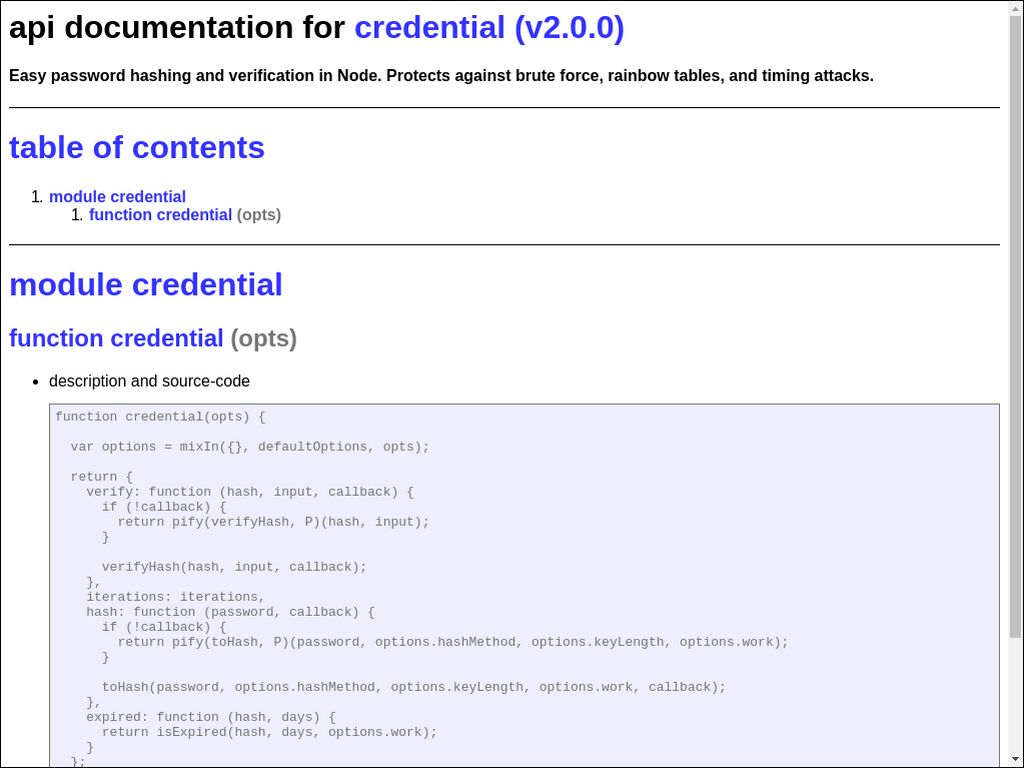 api documentation for credential (v2.0.0)
Easy password hashing and verification in Node. Protects against brute force, rainbow tables, and timing attacks.
table of contents
1. module credential
1. function credential (opts)
module credential
function credential (opts)
• description and source-code
function credential(opts) {
  var options = mixIn({}, defaultOptions, opts);
  return {
    verify: function (hash, input, callback) {
      if (!callback) {
        return pify(verifyHash, P)(hash, input);
      }
      verifyHash(hash, input, callback);
    },
    iterations: iterations,
    hash: function (password, callback) {
      if (!callback) {
        return pify(toHash, P)(password, options.hashMethod, options.keyLength, options.work);
      }
      toHash(password, options.hashMethod, options.keyLength, options.work, callback);
    },
    expired: function (hash, days) {
      return isExpired(hash, days, options.work);
    }
  };